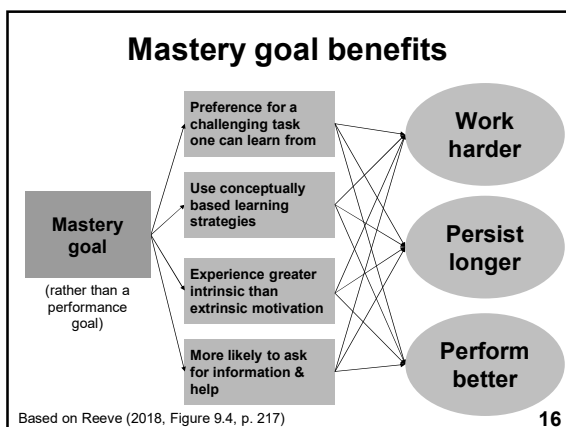 Mastery goal benefits
Mastery
goal
(rather than a
performance
goal)
Preference for a
challenging task
one can learn from
Use conceptually
based learning
strategies
Experience greater
intrinsic than
extrinsic motivation
More likely to ask
for information &
help
Work
harder
Persist
longer
Perform
better
Based on Reeve (2018, Figure 9.4, p. 217)
16